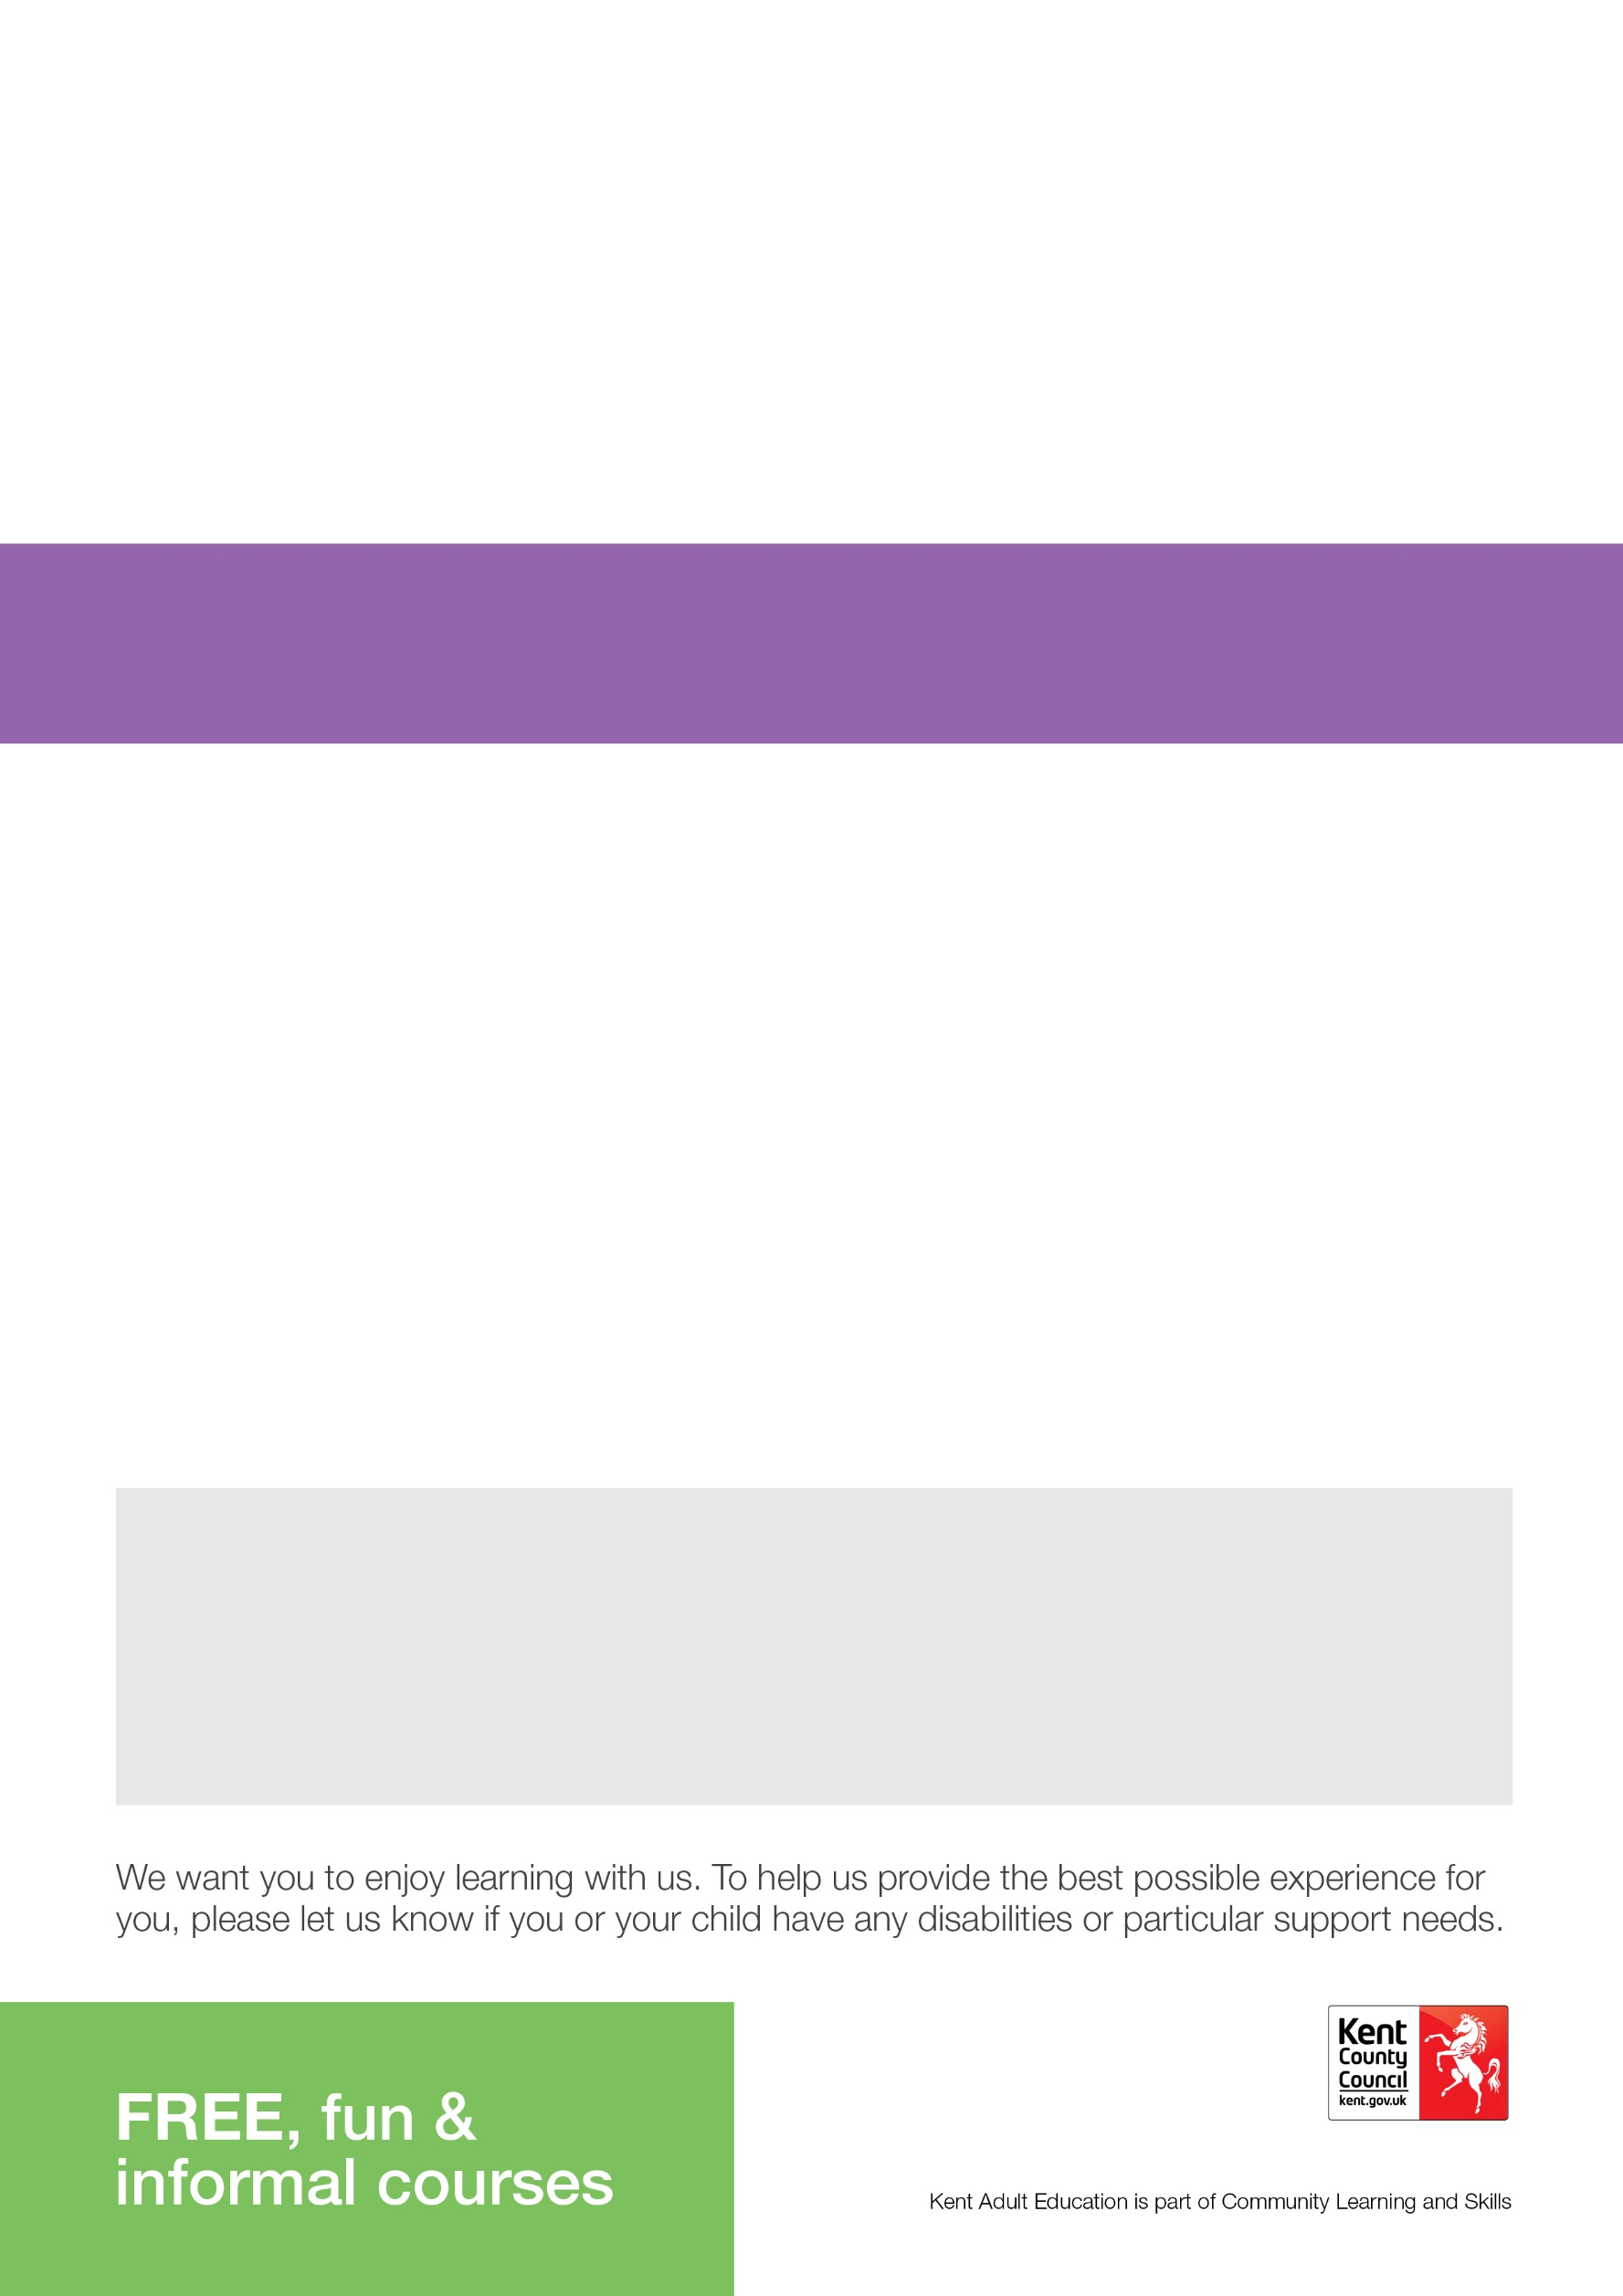 We want you to enjoy learning with us. To help us provide the best possible experience for
you, please let us know if you or your child have any disabilities or particular support needs.
FREE, fun &
informal courses
Kent
County
Council
kent.gov.uk
Kent Adult Education is part of Community Learning and Skills